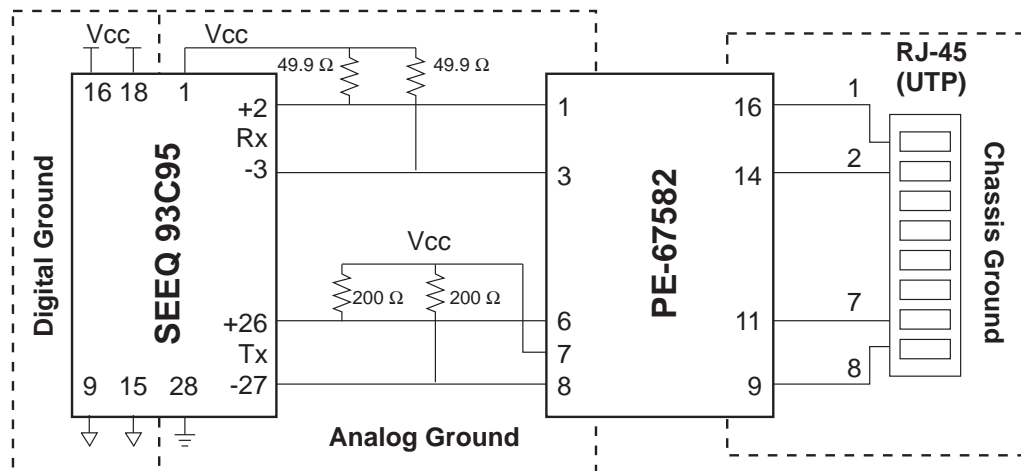 Vcc
Vcc
49.9 Ω
49.9 Ω
RJ-45
(UTP)
16
18
1
+2
Rx
-3
1
3
16
14
1
2
SEEQ 93C95
PE-67582
Digital Ground
Chassis Ground
Vcc
200 Ω
200 Ω
+26
Tx
-27
6
7
8
11
9
7
8
9
15
28
Analog Ground